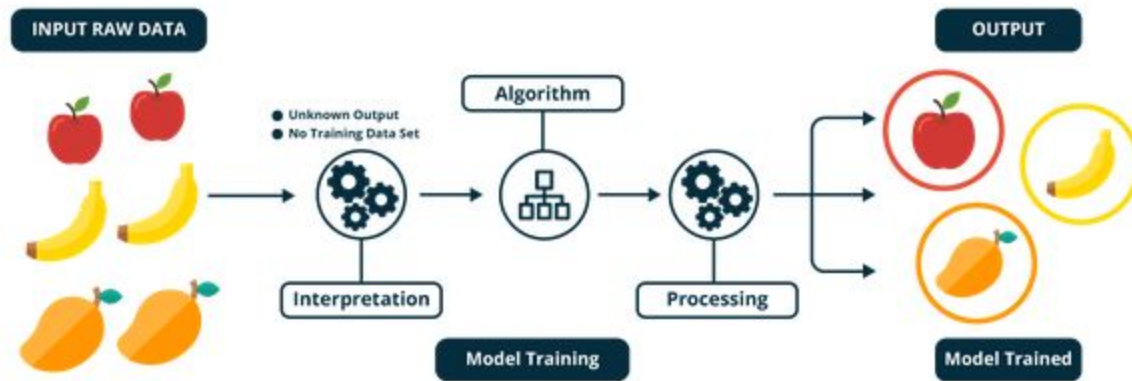 INPUT RAW DATA
OUTPUT
Algorithm
Unknown Output
No Training Data Set
Interpretation
Processing
Model Training
Model Trained